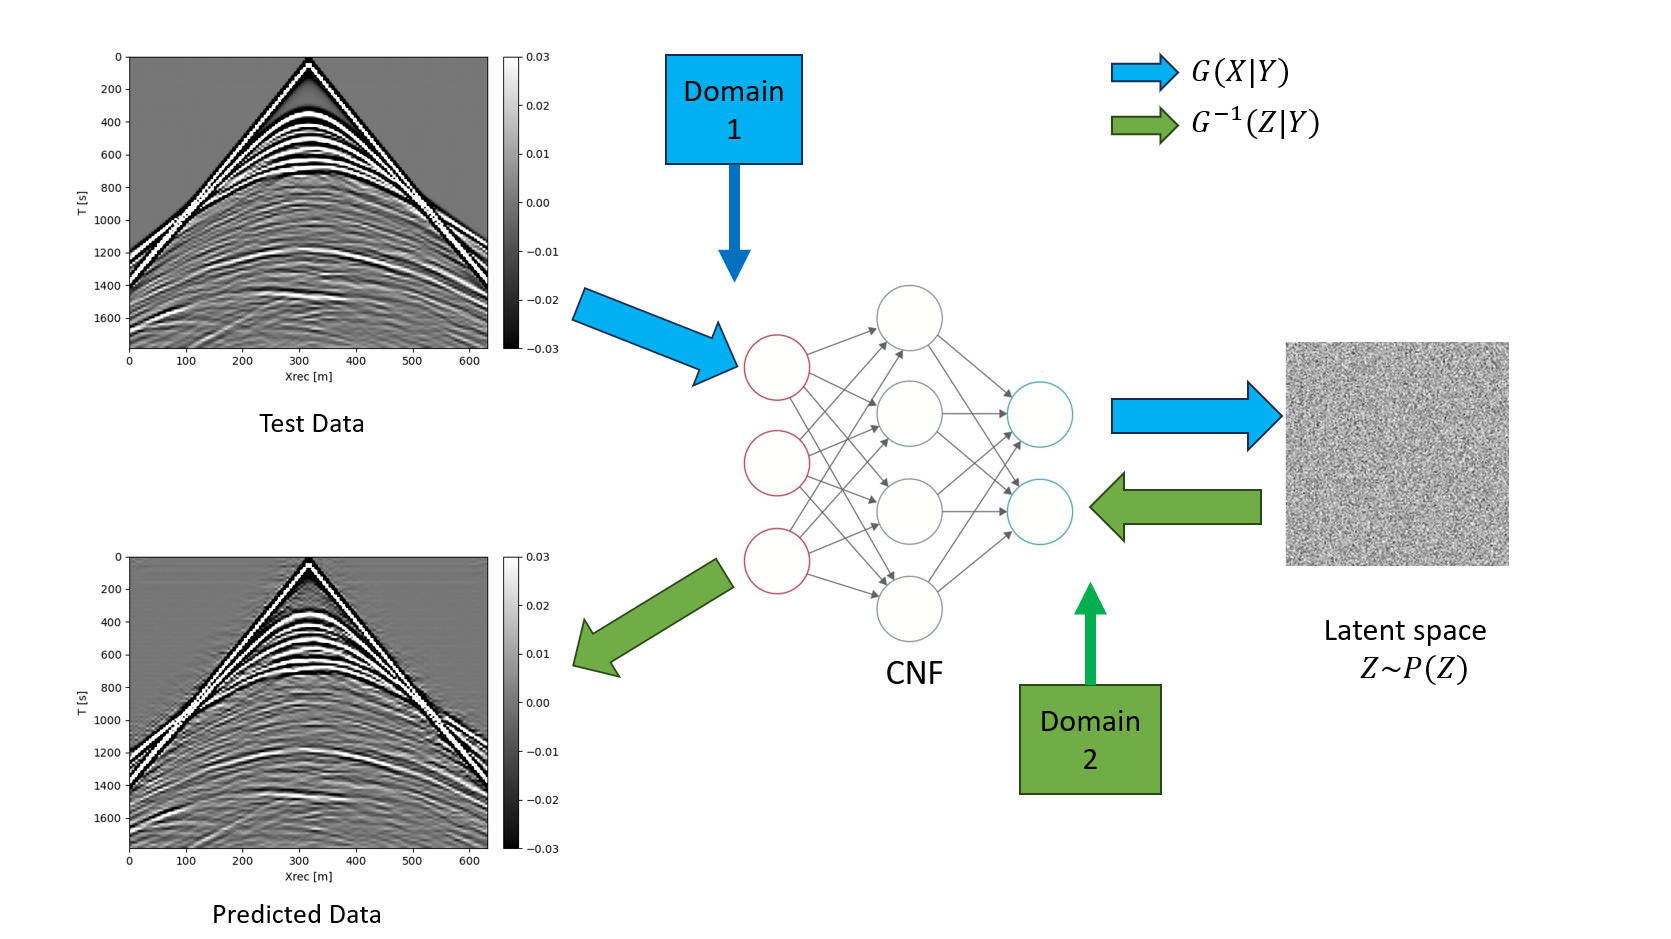 0
200
400
600
800
1000
1200
1400
1600
T [s]
0 100 200 300 400 500 600
Xrec [m]
0.03
0.02
0.01
0.00
−0.01
−0.02
−0.03
Test Data
Domain
1
G(X|Y)
G⁻¹(Z|Y)
CNF
Latent space
Z~P(Z)
Domain
2
0
200
400
600
800
1000
1200
1400
1600
T [s]
0 100 200 300 400 500 600
Xrec [m]
0.03
0.02
0.01
0.00
−0.01
−0.02
−0.03
Predicted Data